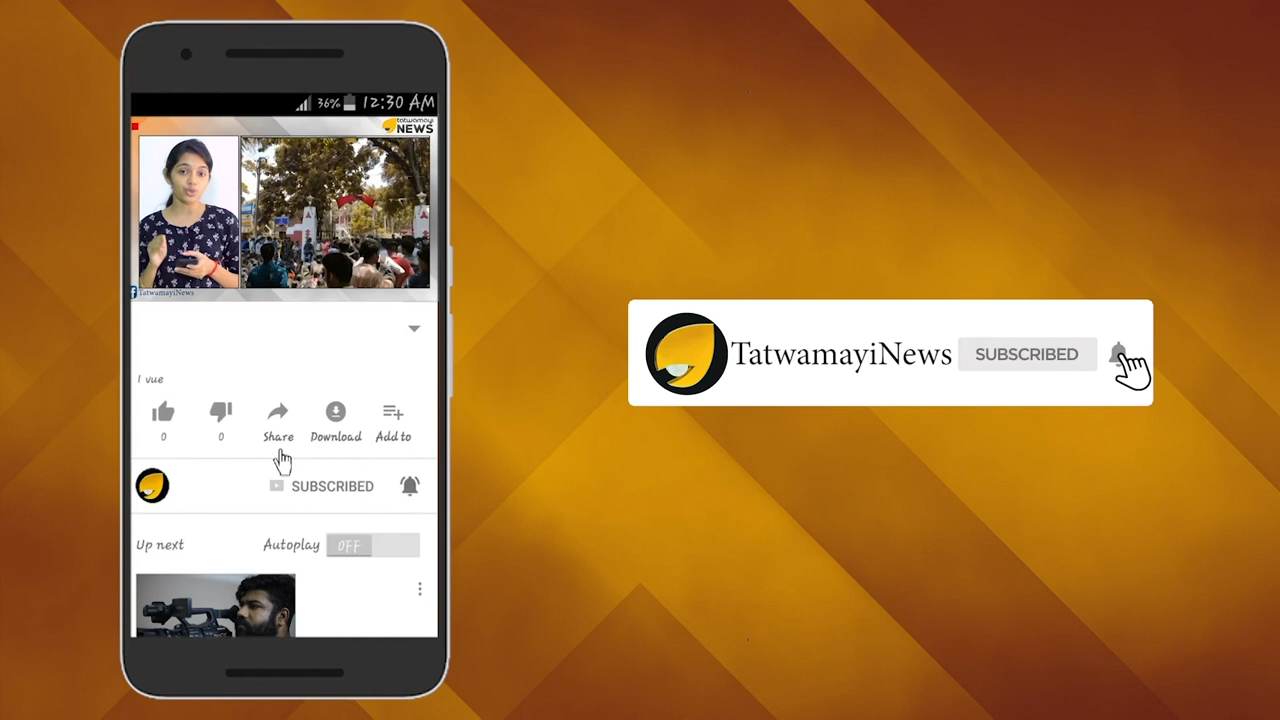 36% 12:30 AM
tatwamayi
NEWS
TatwamayiNews
1 vue
0 0 Share Download Add to
SUBSCRIBED
Up next Autoplay OFF
TatwamayiNews SUBSCRIBED